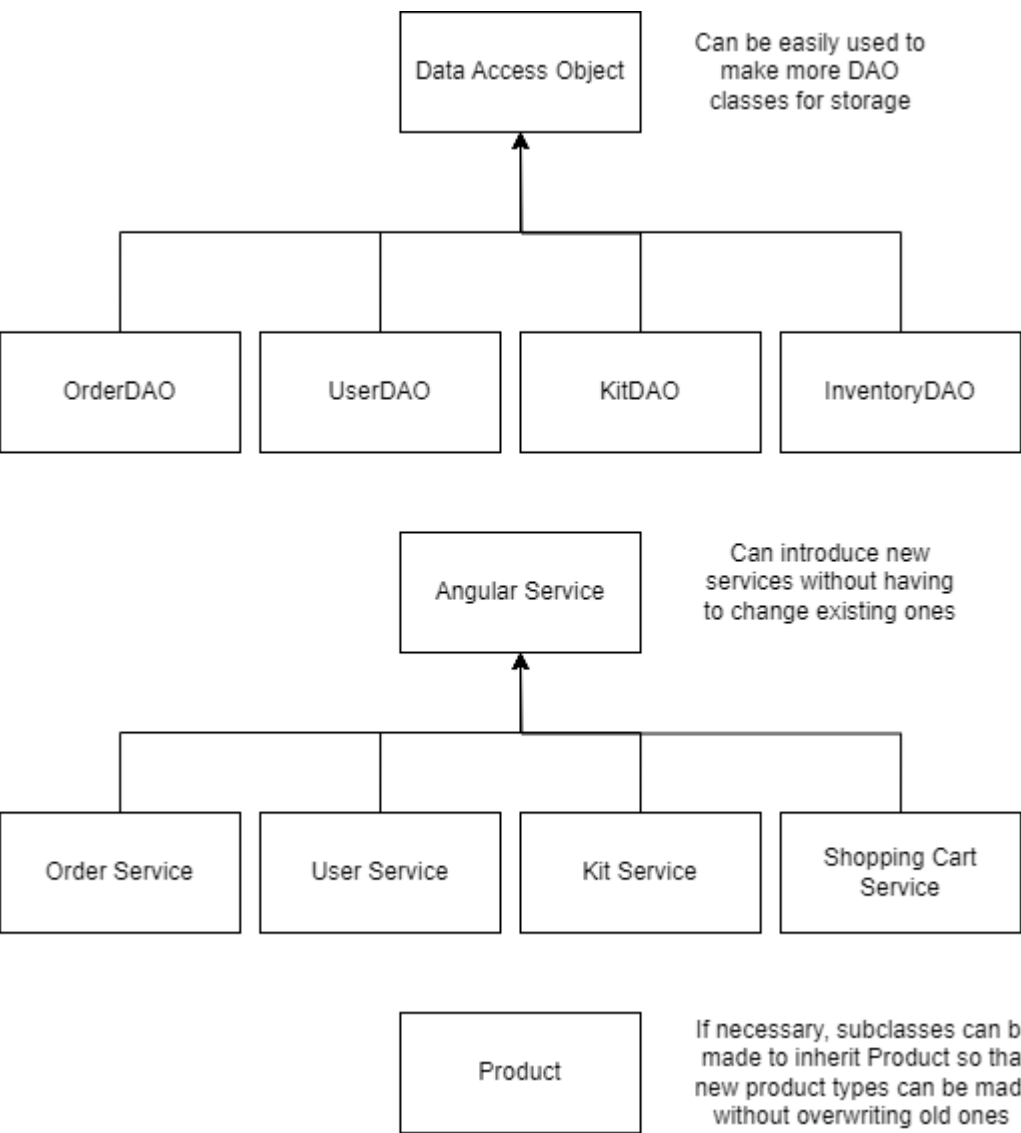 Data Access Object
Can be easily used to
make more DAO
classes for storage
OrderDAO
UserDAO
KitDAO
InventoryDAO
Angular Service
Can introduce new
services without having
to change existing ones
Order Service
User Service
Kit Service
Shopping Cart
Service
Product
If necessary, subclasses can b
made to inherit Product so tha
new product types can be mad
without overwriting old ones